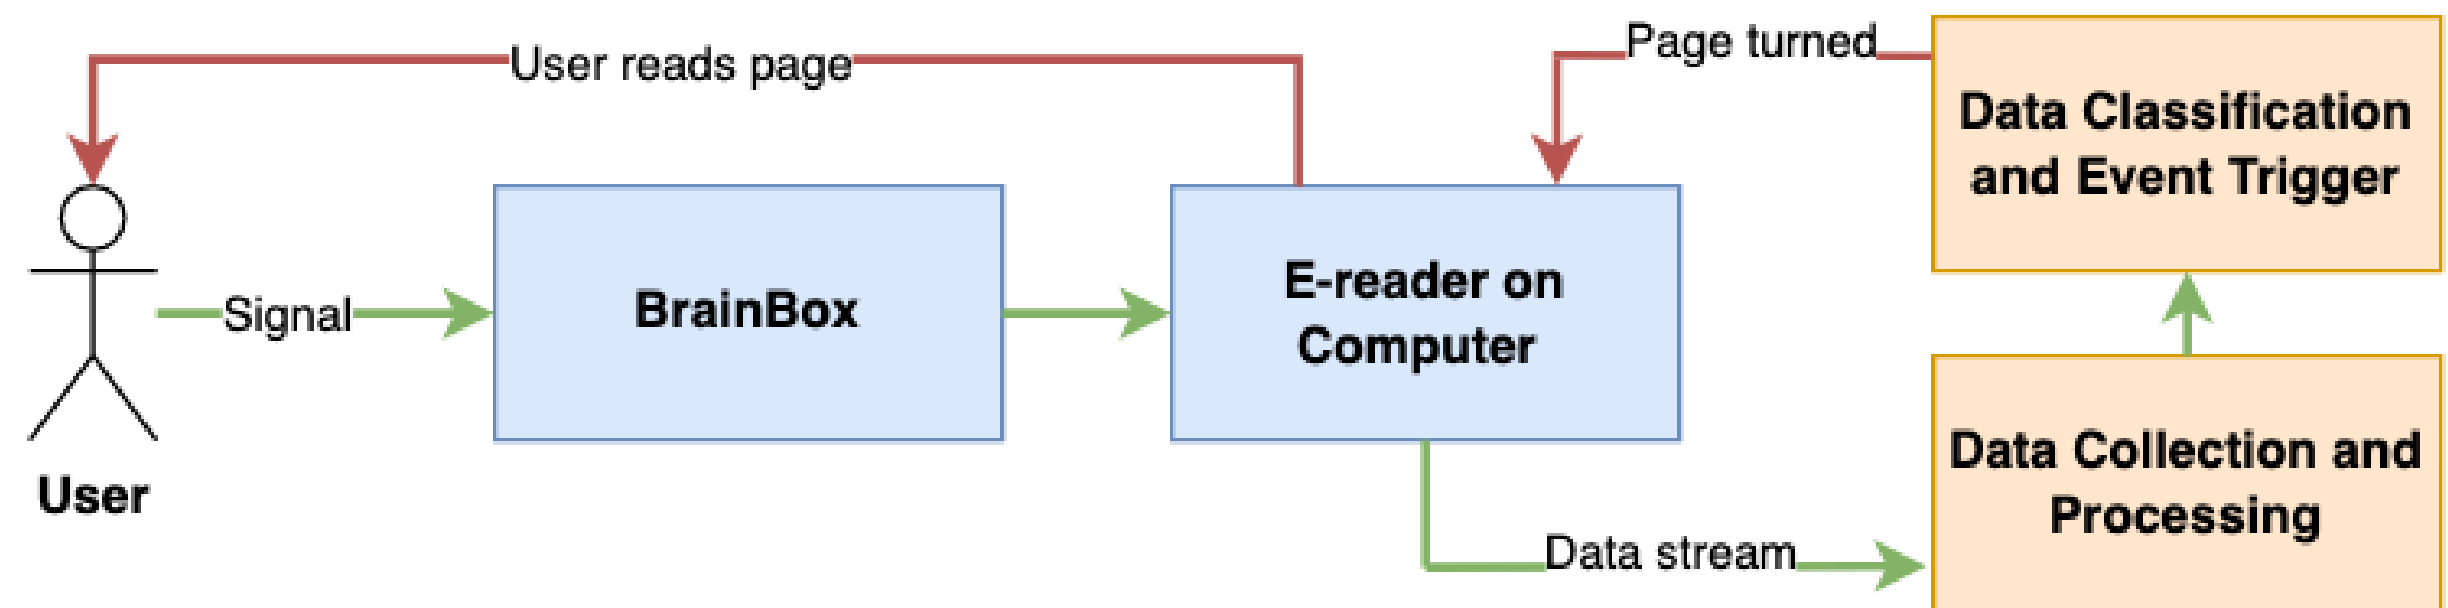 User reads page
Page turned
Data Classification
and Event Trigger
Signal
BrainBox
E-reader on
Computer
User
Data Collection and
Processing
Data stream